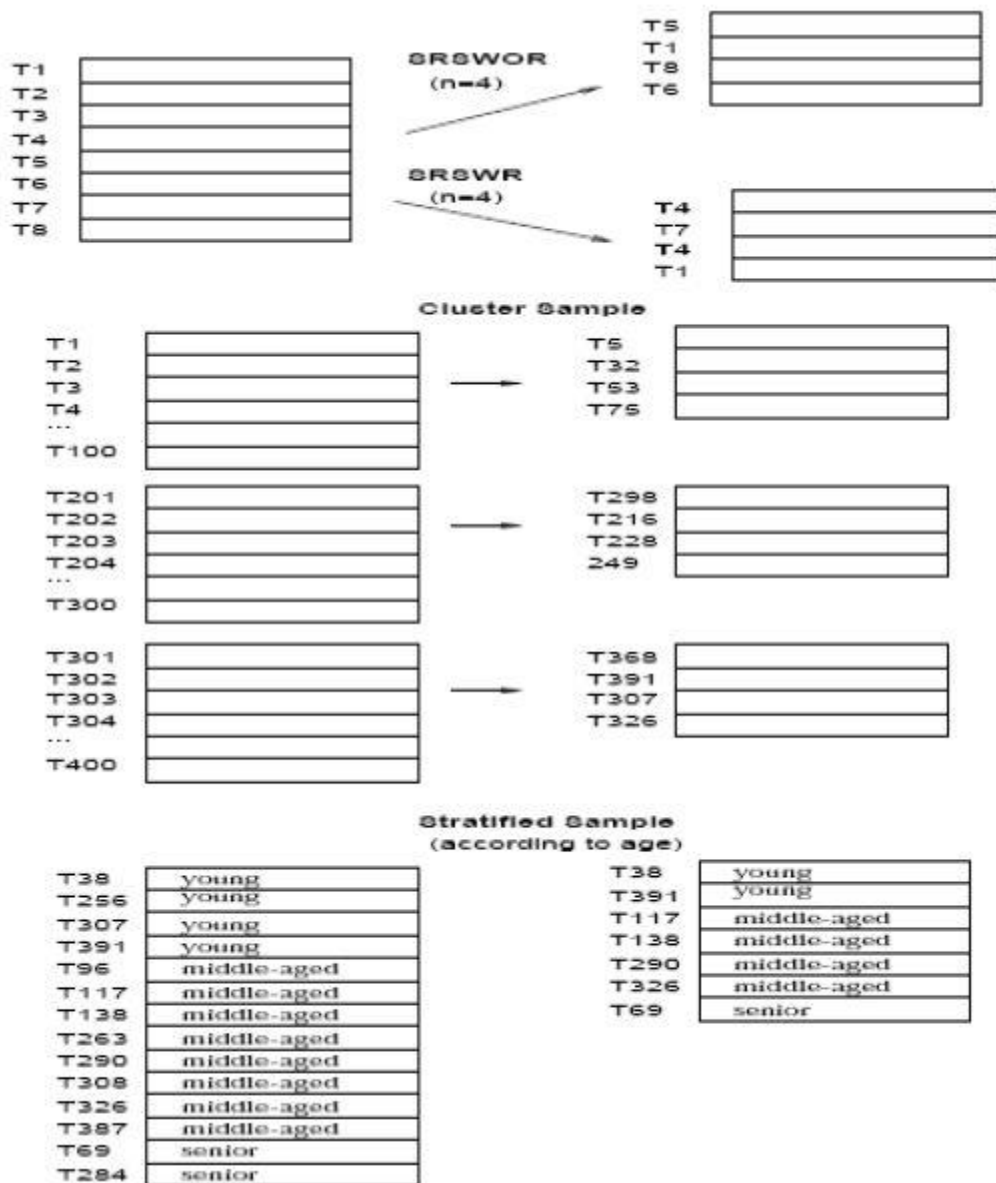 T1
T2
T3
T4
T5
T6
T7
T8
SRSWOR
(n=4)
SRSWR
(n=4)
T5
T1
T8
T6
T4
T7
T4
T1
Cluster Sample
T1
T2
T3
T4
...
T100
T5
T32
T53
T75
T201
T202
T203
T204
...
T300
T298
T216
T228
249
T301
T302
T303
T304
...
T400
T368
T391
T307
T326
Stratified Sample
(according to age)
T38 young
T256 young
T307 young
T391 young
T96 middle-aged
T117 middle-aged
T138 middle-aged
T263 middle-aged
T290 middle-aged
T308 middle-aged
T326 middle-aged
T387 middle-aged
T69 senior
T284 senior
T38 young
T391 young
T117 middle-aged
T138 middle-aged
T290 middle-aged
T326 middle-aged
T69 senior